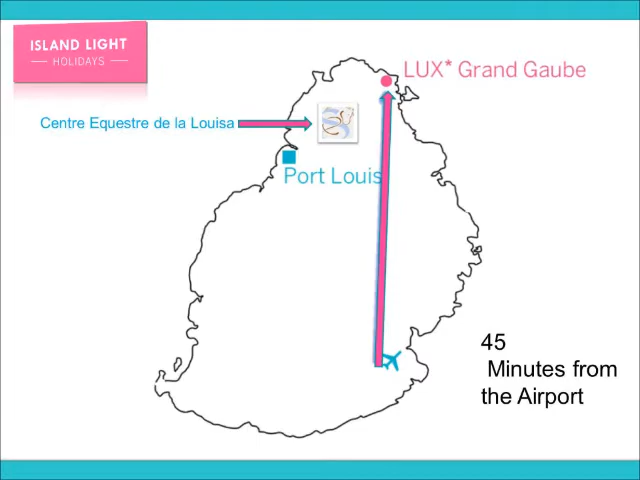 ISLAND LIGHT
HOLIDAYS
LUX* Grand Gaube
Centre Equestre de la Louisa
Port Louis
45
Minutes from
the Airport